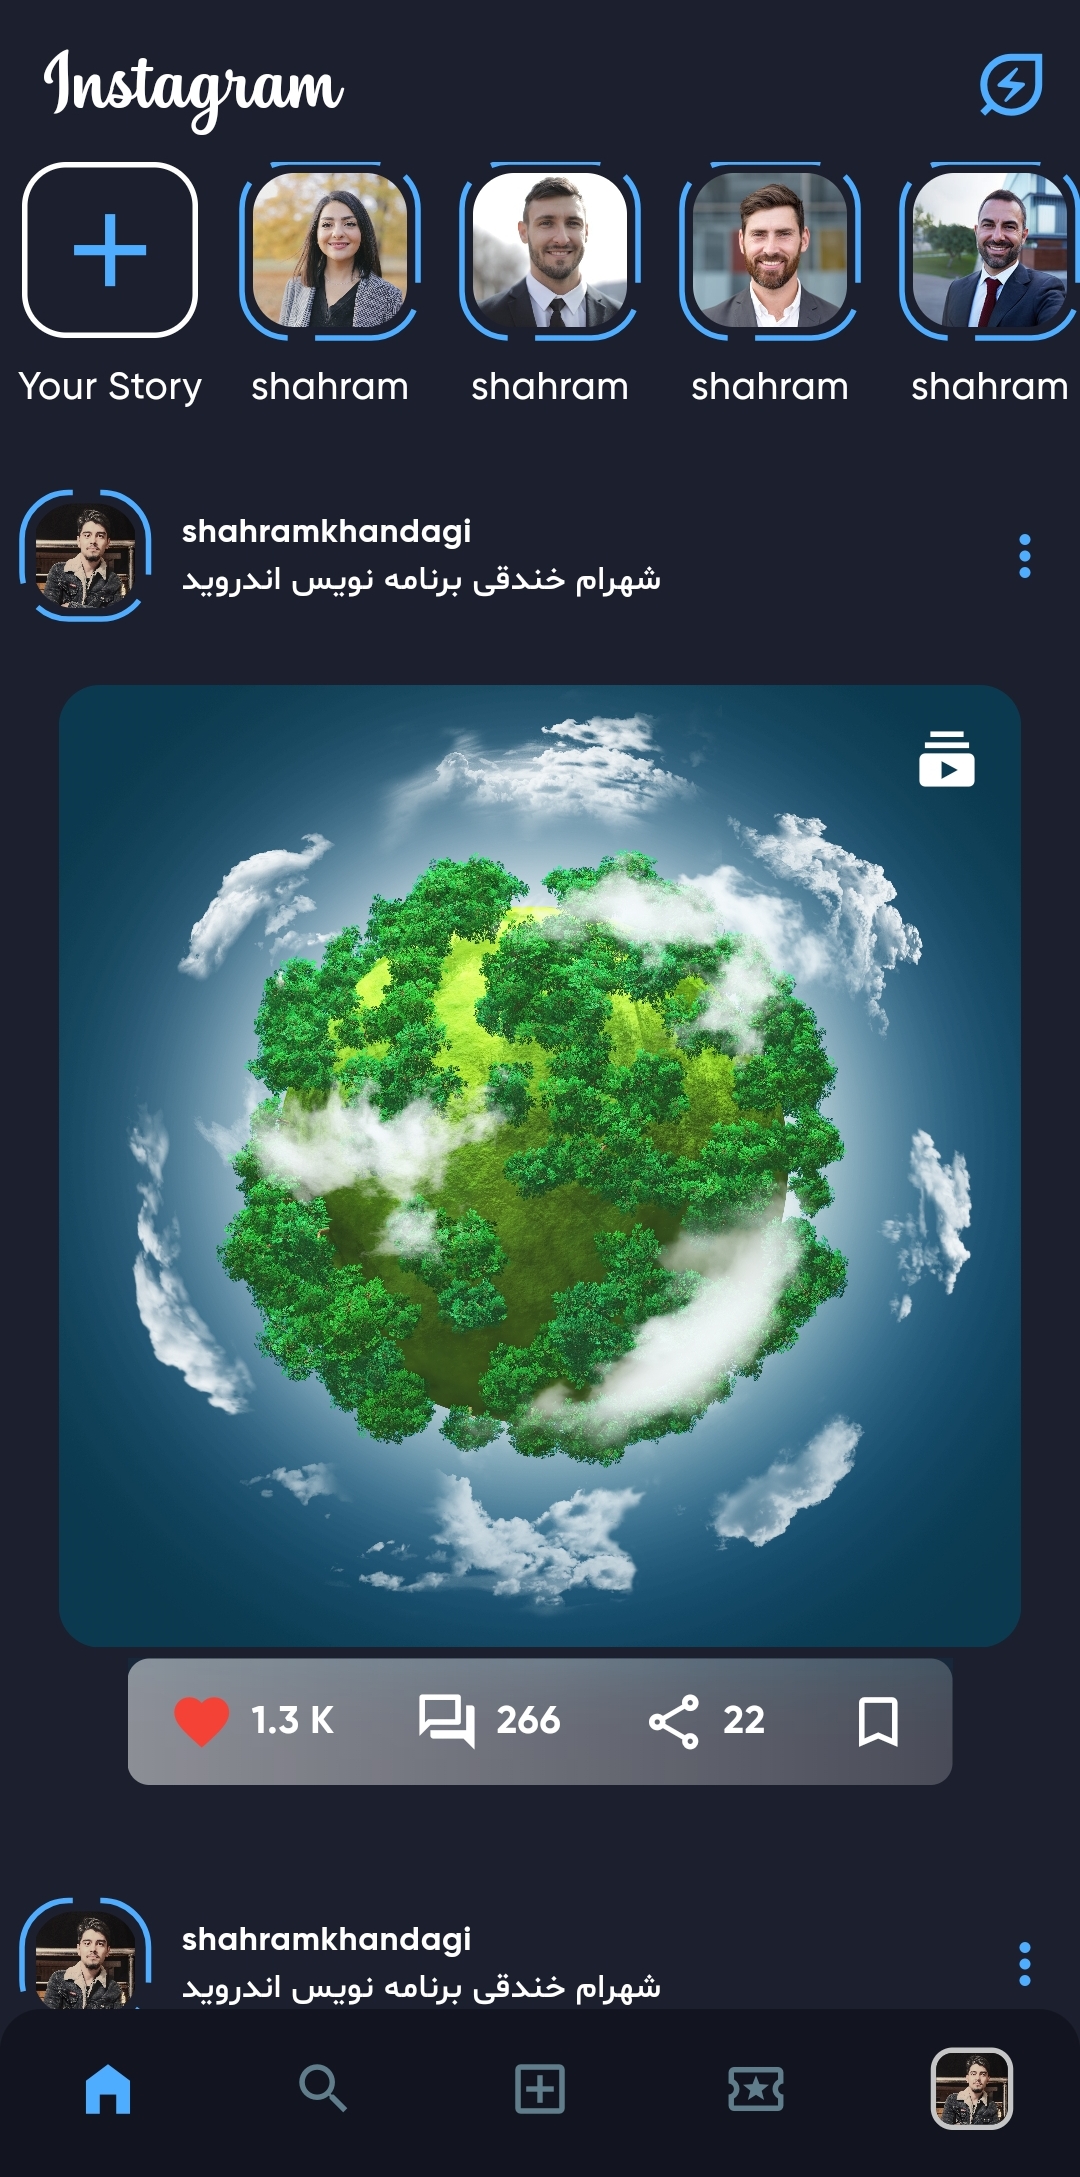 Instagram
Your Story
shahram
shahram
shahram
shahram
shahramkhandagi
شهرام خندقی برنامه نویس اندروید
1.3 K
266
22
shahramkhandagi
شهرام خندقی برنامه نویس اندروید